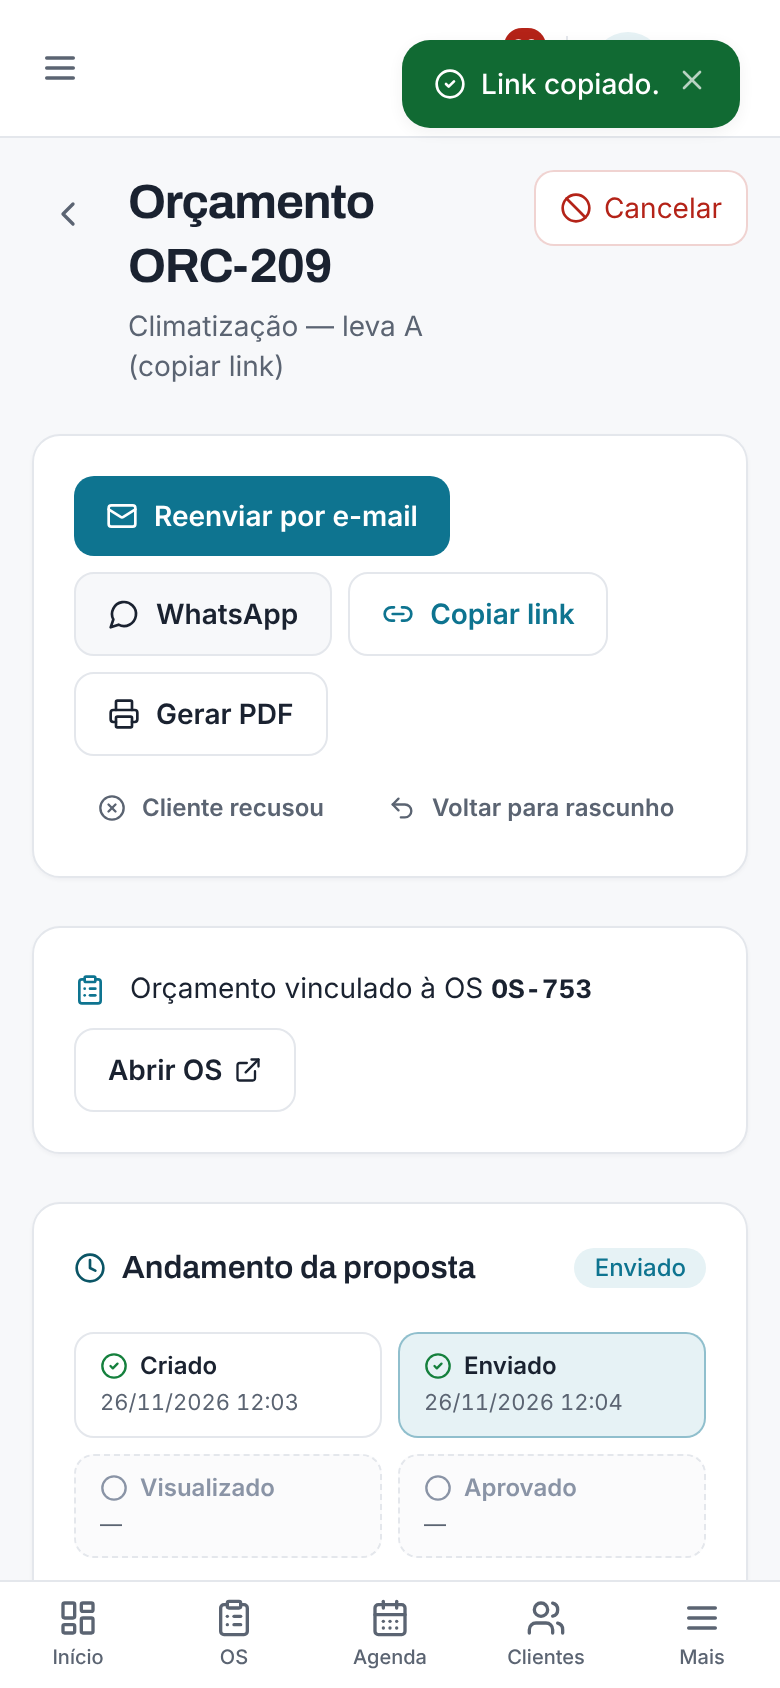 Link copiado.
Orçamento
ORC-209
Cancelar
Climatização — leva A
(copiar link)
Reenviar por e-mail
WhatsApp
Copiar link
Gerar PDF
Cliente recusou
Voltar para rascunho
Orçamento vinculado à OS OS-753
Abrir OS
Andamento da proposta
Enviado
Criado
26/11/2026 12:03
Enviado
26/11/2026 12:04
Visualizado
—
Aprovado
—
Início
OS
Agenda
Clientes
Mais